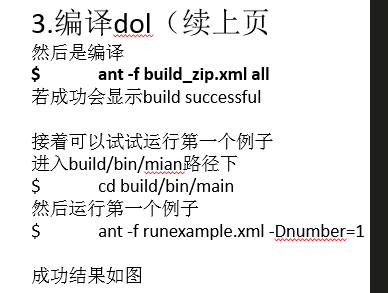 3.编译dol（续上页
然后是编译
$ ant -f build_zip.xml all
若成功会显示build successful
接着可以试试运行第一个例子
进入build/bin/mian路径下
$ cd build/bin/main
然后运行第一个例子
$ ant -f runexample.xml -Dnumber=1
成功结果如图